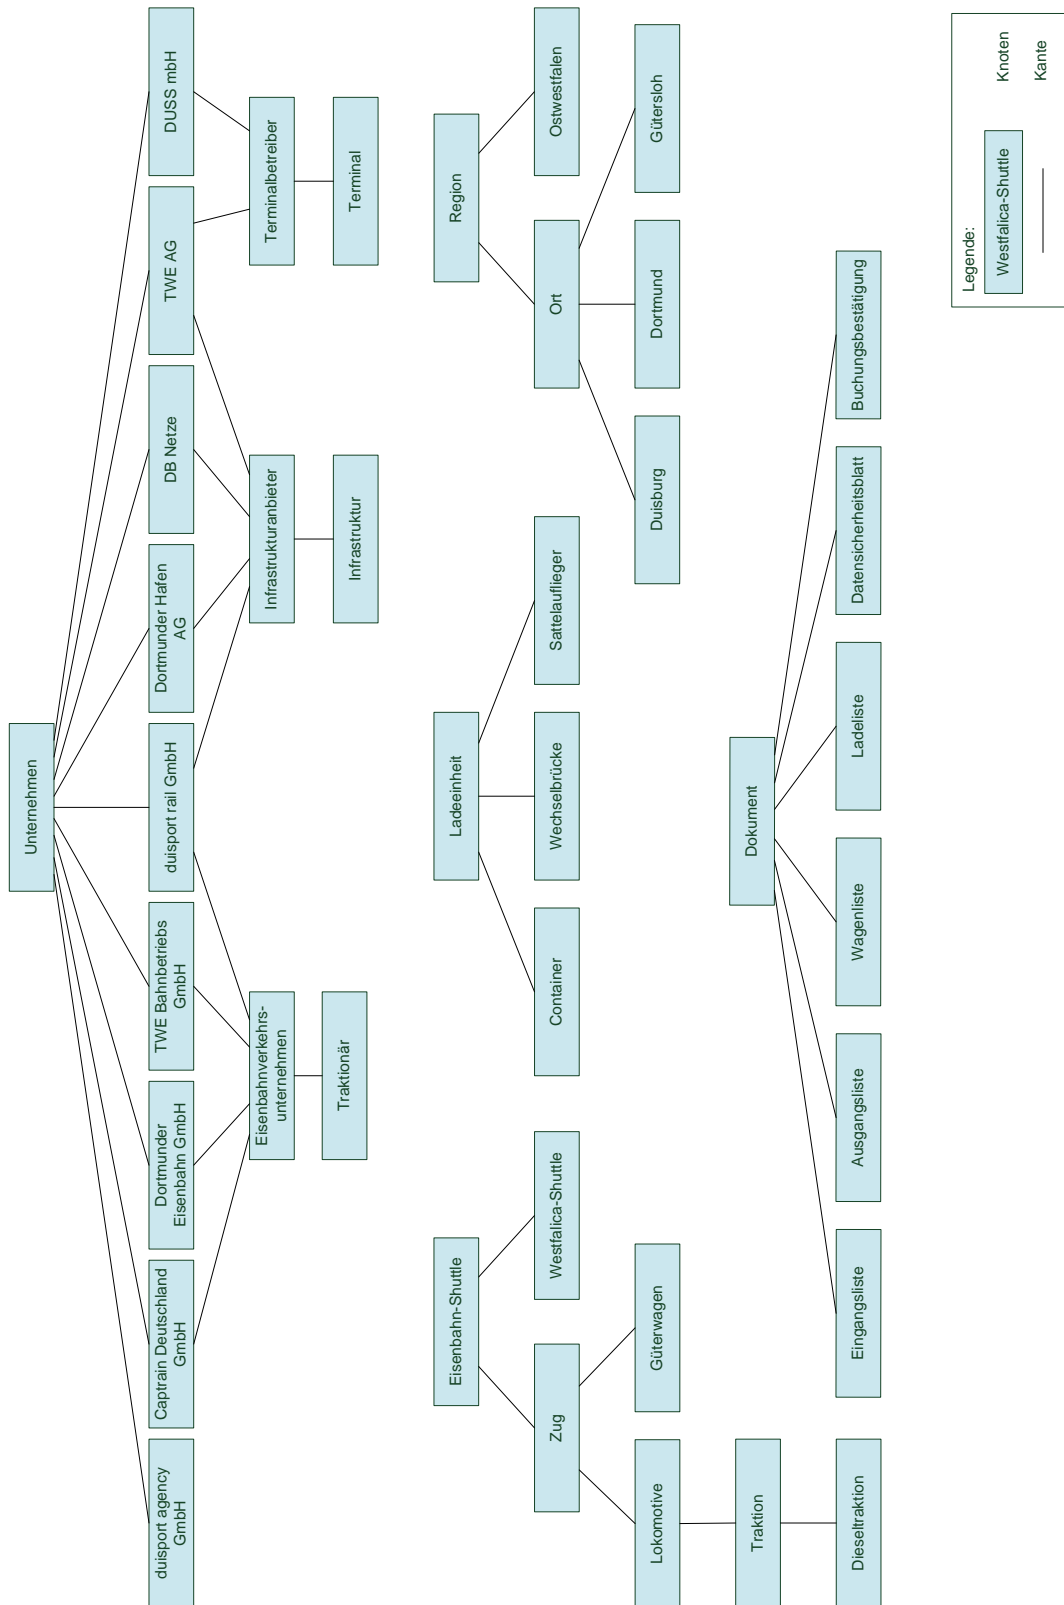 Unternehmen
duisport agency
GmbH
Captrain Deutschland
GmbH
Dortmunder
Eisenbahn GmbH
TWE Bahnbetriebs
GmbH
duisport rail GmbH
Dortmunder Hafen
AG
DB Netze
TWE AG
DUSS mbH
Eisenbahnverkehrs-
unternehmen
Infrastrukturanbieter
Terminalbetreiber
Traktionär
Infrastruktur
Terminal
Eisenbahn-Shuttle
Ladeeinheit
Region
Zug
Westfalica-Shuttle
Container
Wechselbrücke
Sattelauflieger
Ort
Ostwestfalen
Lokomotive
Güterwagen
Duisburg
Dortmund
Gütersloh
Traktion
Dokument
Dieseltraktion
Eingangsliste
Ausgangsliste
Wagenliste
Ladeliste
Datensicherheitsblatt
Buchungsbestätigung
Legende:
Westfalica-Shuttle
Knoten
Kante